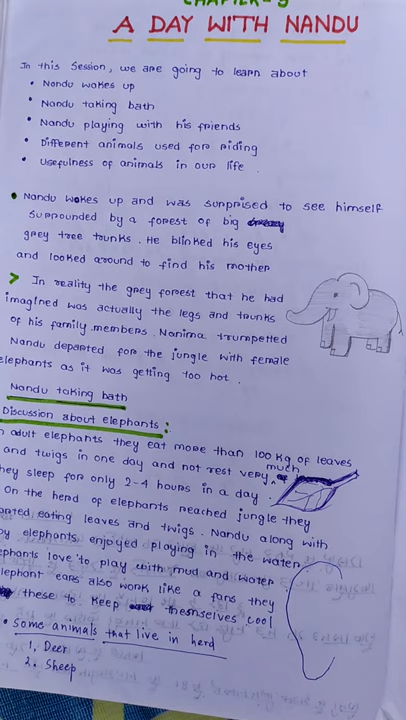 CHAPTER-3
A DAY WITH NANDU
In this Session, we are going to learn about
• Nandu wakes up
• Nandu taking bath
• Nandu playing with his friends
• Different animals used for riding
• Usefulness of animals in our life.
• Nandu wakes up and was surprised to see himself
surrounded by a forest of big
grey tree trunks. He blinked his eyes
and looked around to find his mother
> In reality the grey forest that he had
imagined was actually the legs and trunks
of his family members. Nanima trumpetted
Nandu departed for the jungle with female
elephants as it was getting too hot.
Nandu taking bath
Discussion about elephants:
n adult elephants they eat more than 100 Kg of leaves
and twigs in one day and not rest very much
hey sleep for only 2-4 hours in a day.
On the herd of elephants reached jungle they
arted eating leaves and twigs. Nandu along with
by elephants enjoyed playing in the water.
ephants love to play with mud and water.
lephant ears also work like a fans they
these to keep themselves cool
• Some animals that live in herd
1. Deer
2. Sheep